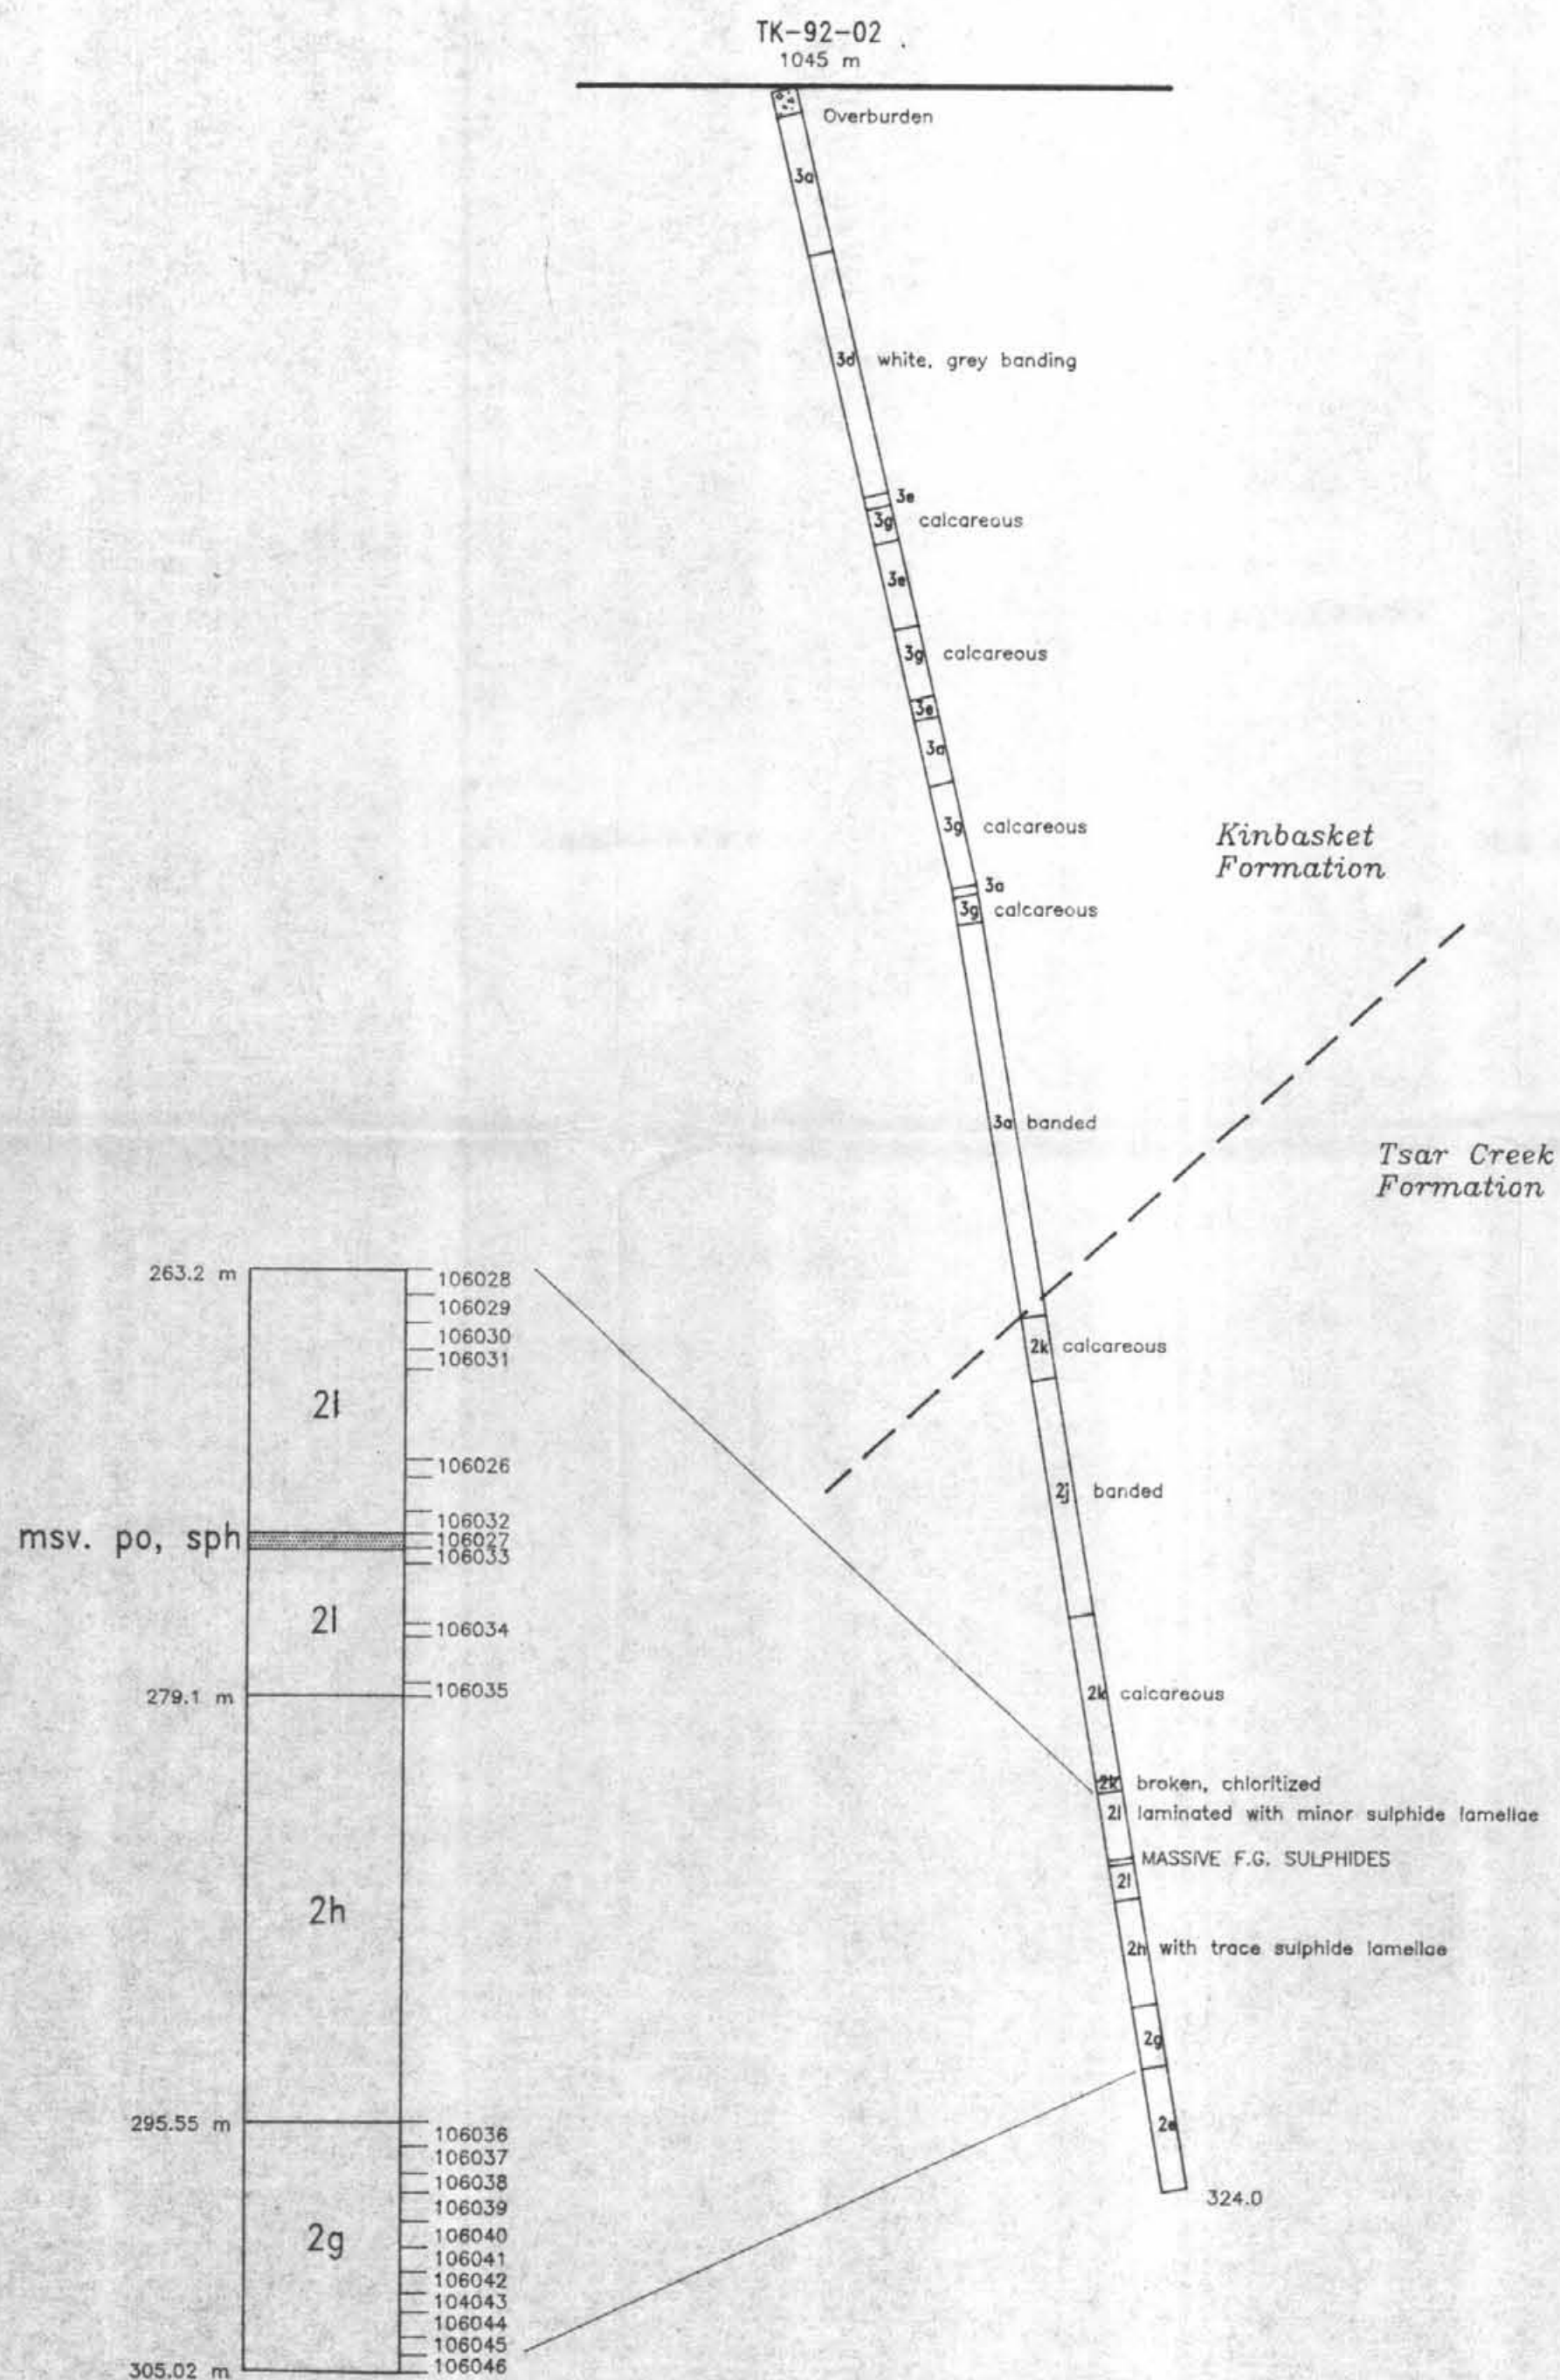 TK-92-02
1045 m
Overburden
3a
3d white, grey banding
3e
3g calcareous
3e
3g calcareous
3e
3a
3g calcareous
3a
3g calcareous
Kinbasket
Formation
3a banded
Tsar Creek
Formation
2k calcareous
2j banded
2k calcareous
2k broken, chloritized
2l laminated with minor sulphide lamellae
MASSIVE F.G. SULPHIDES
2l
2h with trace sulphide lamellae
2g
2e
324.0
263.2 m
106028
106029
106030
106031
2l
106026
106032
msv. po, sph
106027
106033
2l
106034
279.1 m
106035
2h
295.55 m
106036
106037
106038
106039
2g
106040
106041
106042
104043
106044
106045
305.02 m
106046